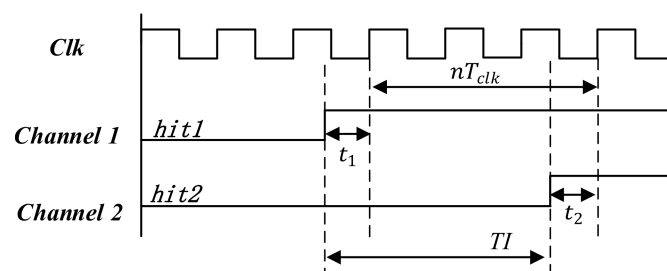 Clk
nT_clk
Channel 1 hit1
t_1
Channel 2 hit2
t_2
TI